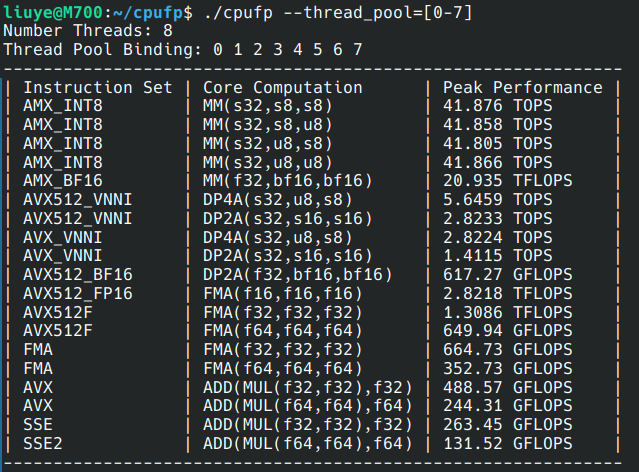 liuye@M700:~/cpufp$ ./cpufp --thread_pool=[0-7]
Number Threads: 8
Thread Pool Binding: 0 1 2 3 4 5 6 7
---------------------------------------------------------------
| Instruction Set | Core Computation     | Peak Performance |
| AMX_INT8        | MM(s32,s8,s8)        | 41.876 TOPS      |
| AMX_INT8        | MM(s32,s8,u8)        | 41.858 TOPS      |
| AMX_INT8        | MM(s32,u8,s8)        | 41.805 TOPS      |
| AMX_INT8        | MM(s32,u8,u8)        | 41.866 TOPS      |
| AMX_BF16        | MM(f32,bf16,bf16)    | 20.935 TFLOPS    |
| AVX512_VNNI     | DP4A(s32,u8,s8)      | 5.6459 TOPS      |
| AVX512_VNNI     | DP2A(s32,s16,s16)    | 2.8233 TOPS      |
| AVX_VNNI        | DP4A(s32,u8,s8)      | 2.8224 TOPS      |
| AVX_VNNI        | DP2A(s32,s16,s16)    | 1.4115 TOPS      |
| AVX512_BF16     | DP2A(f32,bf16,bf16)  | 617.27 GFLOPS    |
| AVX512_FP16     | FMA(f16,f16,f16)     | 2.8218 TFLOPS    |
| AVX512F         | FMA(f32,f32,f32)     | 1.3086 TFLOPS    |
| AVX512F         | FMA(f64,f64,f64)     | 649.94 GFLOPS    |
| FMA             | FMA(f32,f32,f32)     | 664.73 GFLOPS    |
| FMA             | FMA(f64,f64,f64)     | 352.73 GFLOPS    |
| AVX             | ADD(MUL(f32,f32),f32) | 488.57 GFLOPS    |
| AVX             | ADD(MUL(f64,f64),f64) | 244.31 GFLOPS    |
| SSE             | ADD(MUL(f32,f32),f32) | 263.45 GFLOPS    |
| SSE2            | ADD(MUL(f64,f64),f64) | 131.52 GFLOPS    |
---------------------------------------------------------------